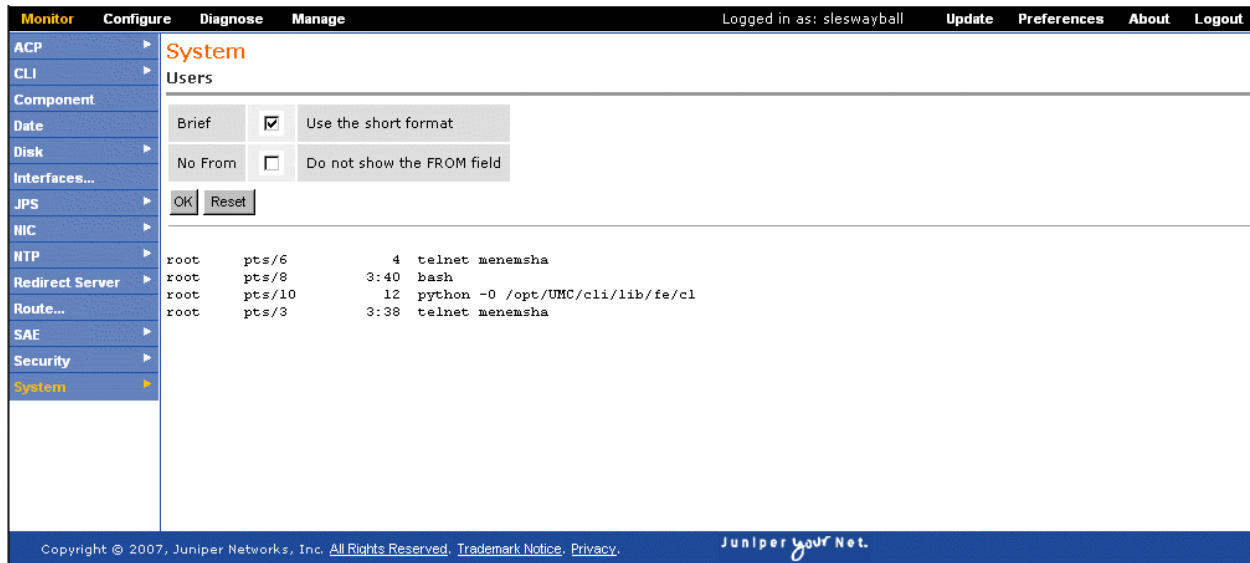 Monitor Configure Diagnose Manage Logged in as: sleswayball Update Preferences About Logout
ACP
CLI
Component
Date
Disk
Interfaces...
JPS
NIC
NTP
Redirect Server
Route...
SAE
Security
System
System
Users
Brief Use the short format
No From Do not show the FROM field
OK Reset
root pts/6 4 telnet menemsha
root pts/8 3:40 bash
root pts/10 12 python -O /opt/UMC/cli/lib/fe/cl
root pts/3 3:38 telnet menemsha
Copyright © 2007, Juniper Networks, Inc. All Rights Reserved. Trademark Notice. Privacy.
Juniper your Net.